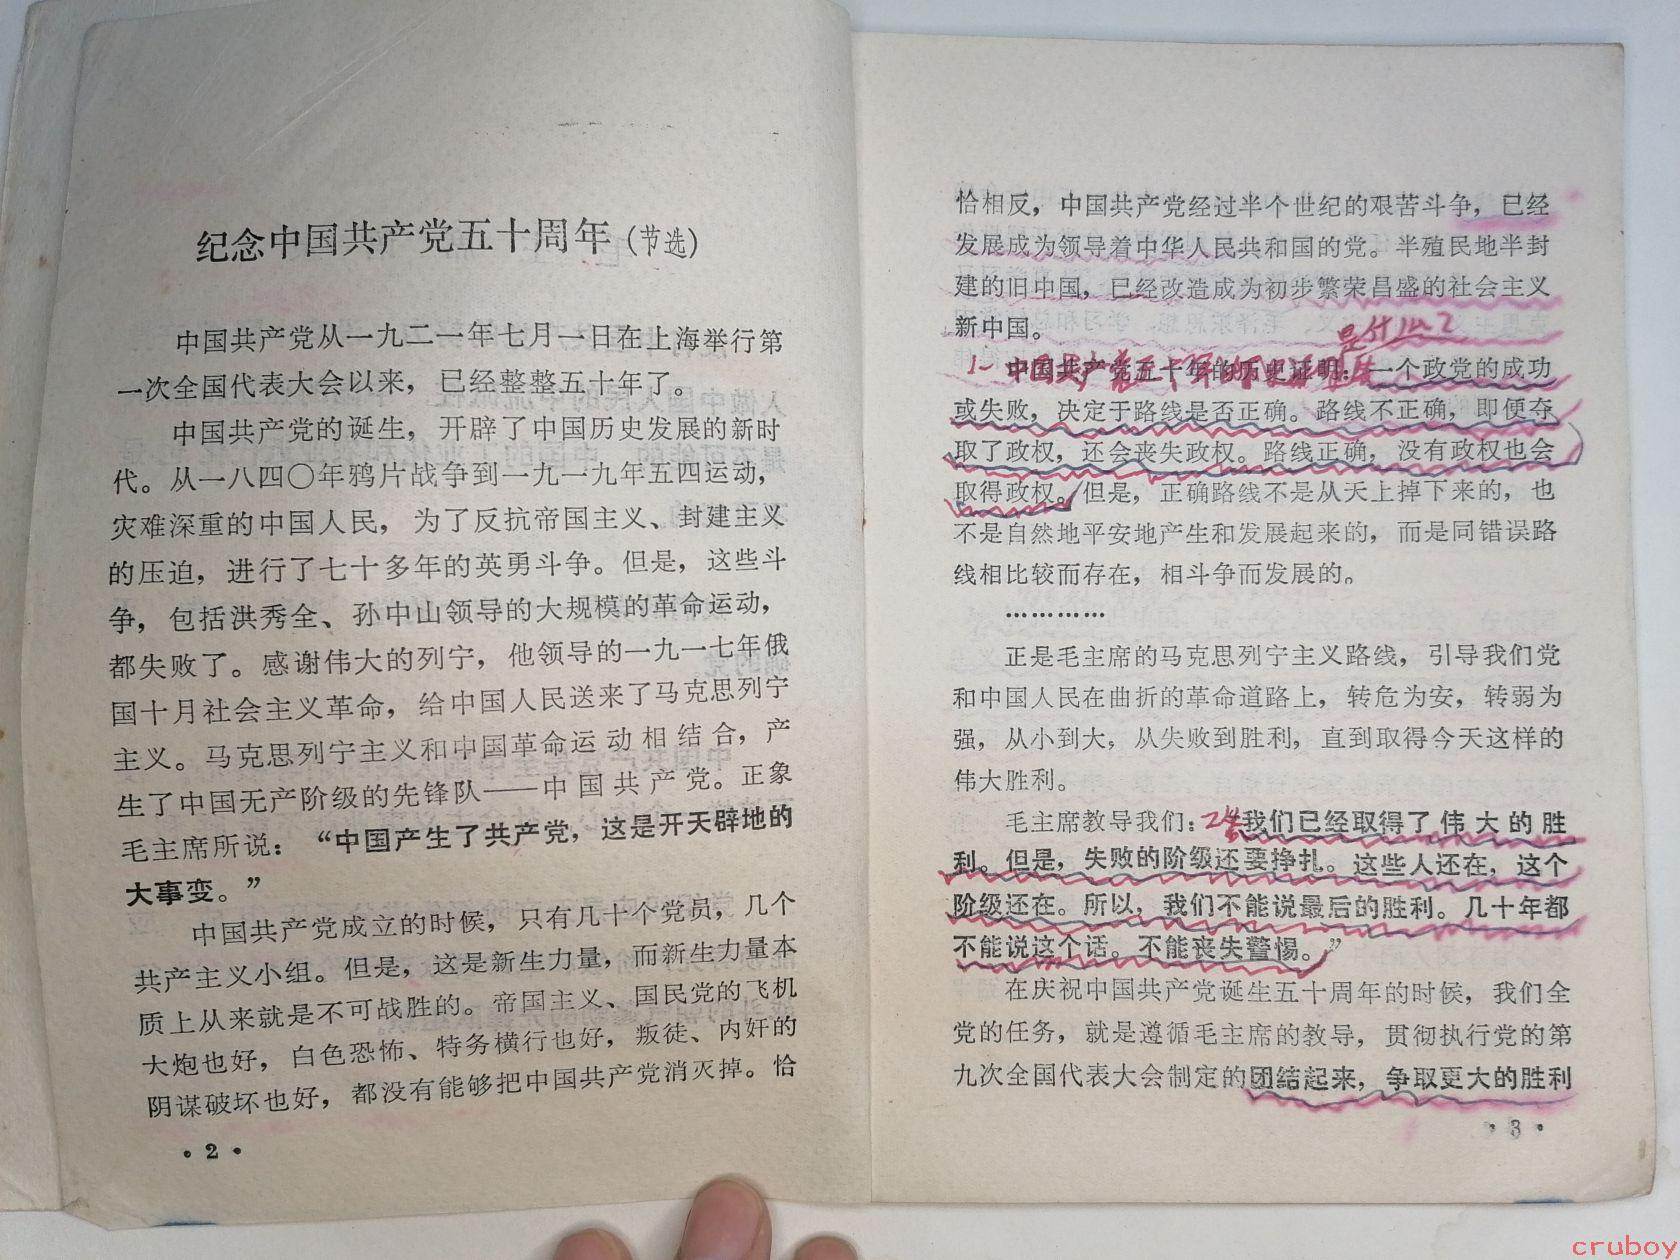 纪念中国共产党五十周年(节选)
中国共产党从一九二一年七月一日在上海举行第
一次全国代表大会以来，已经整整五十年了。
中国共产党的诞生，开辟了中国历史发展的新时
代。从一八四〇年鸦片战争到一九一九年五四运动，
灾难深重的中国人民，为了反抗帝国主义、封建主义
的压迫，进行了七十多年的英勇斗争。但是，这些斗
争，包括洪秀全、孙中山领导的大规模的革命运动，
都失败了。感谢伟大的列宁，他领导的一九一七年俄
国十月社会主义革命，给中国人民送来了马克思列宁
主义。马克思列宁主义和中国革命运动相结合，产
生了中国无产阶级的先锋队——中国共产党。正象
毛主席所说：“中国产生了共产党，这是开天辟地的
大事变。”
中国共产党成立的时候，只有几十个党员，几个
共产主义小组。但是，这是新生力量，而新生力量本
质上从来就是不可战胜的。帝国主义、国民党的飞机
大炮也好，白色恐怖、特务横行也好，叛徒、内奸的
阴谋破坏也好，都没有能够把中国共产党消灭掉。恰
·2·
恰相反，中国共产党经过半个世纪的艰苦斗争，已经
发展成为领导着中华人民共和国的党。半殖民地半封
建的旧中国，已经改造成为初步繁荣昌盛的社会主义
新中国。
是什么？
1- 中国共产党五十年的历史证明：一个政党的成功
或失败，决定于路线是否正确。路线不正确，即便夺
取了政权，还会丧失政权。路线正确，没有政权也会
取得政权。但是，正确路线不是从天上掉下来的，也
不是自然地平安地产生和发展起来的，而是同错误路
线相比较而存在，相斗争而发展的。
…………
正是毛主席的马克思列宁主义路线，引导我们党
和中国人民在曲折的革命道路上，转危为安，转弱为
强，从小到大，从失败到胜利，直到取得今天这样的
伟大胜利。
毛主席教导我们：“我们已经取得了伟大的胜
利。但是，失败的阶级还要挣扎。这些人还在，这个
阶级还在。所以，我们不能说最后的胜利。几十年都
不能说这个话。不能丧失警惕。”
在庆祝中国共产党诞生五十周年的时候，我们全
党的任务，就是遵循毛主席的教导，贯彻执行党的第
九次全国代表大会制定的团结起来，争取更大的胜利
·3·
cruboy